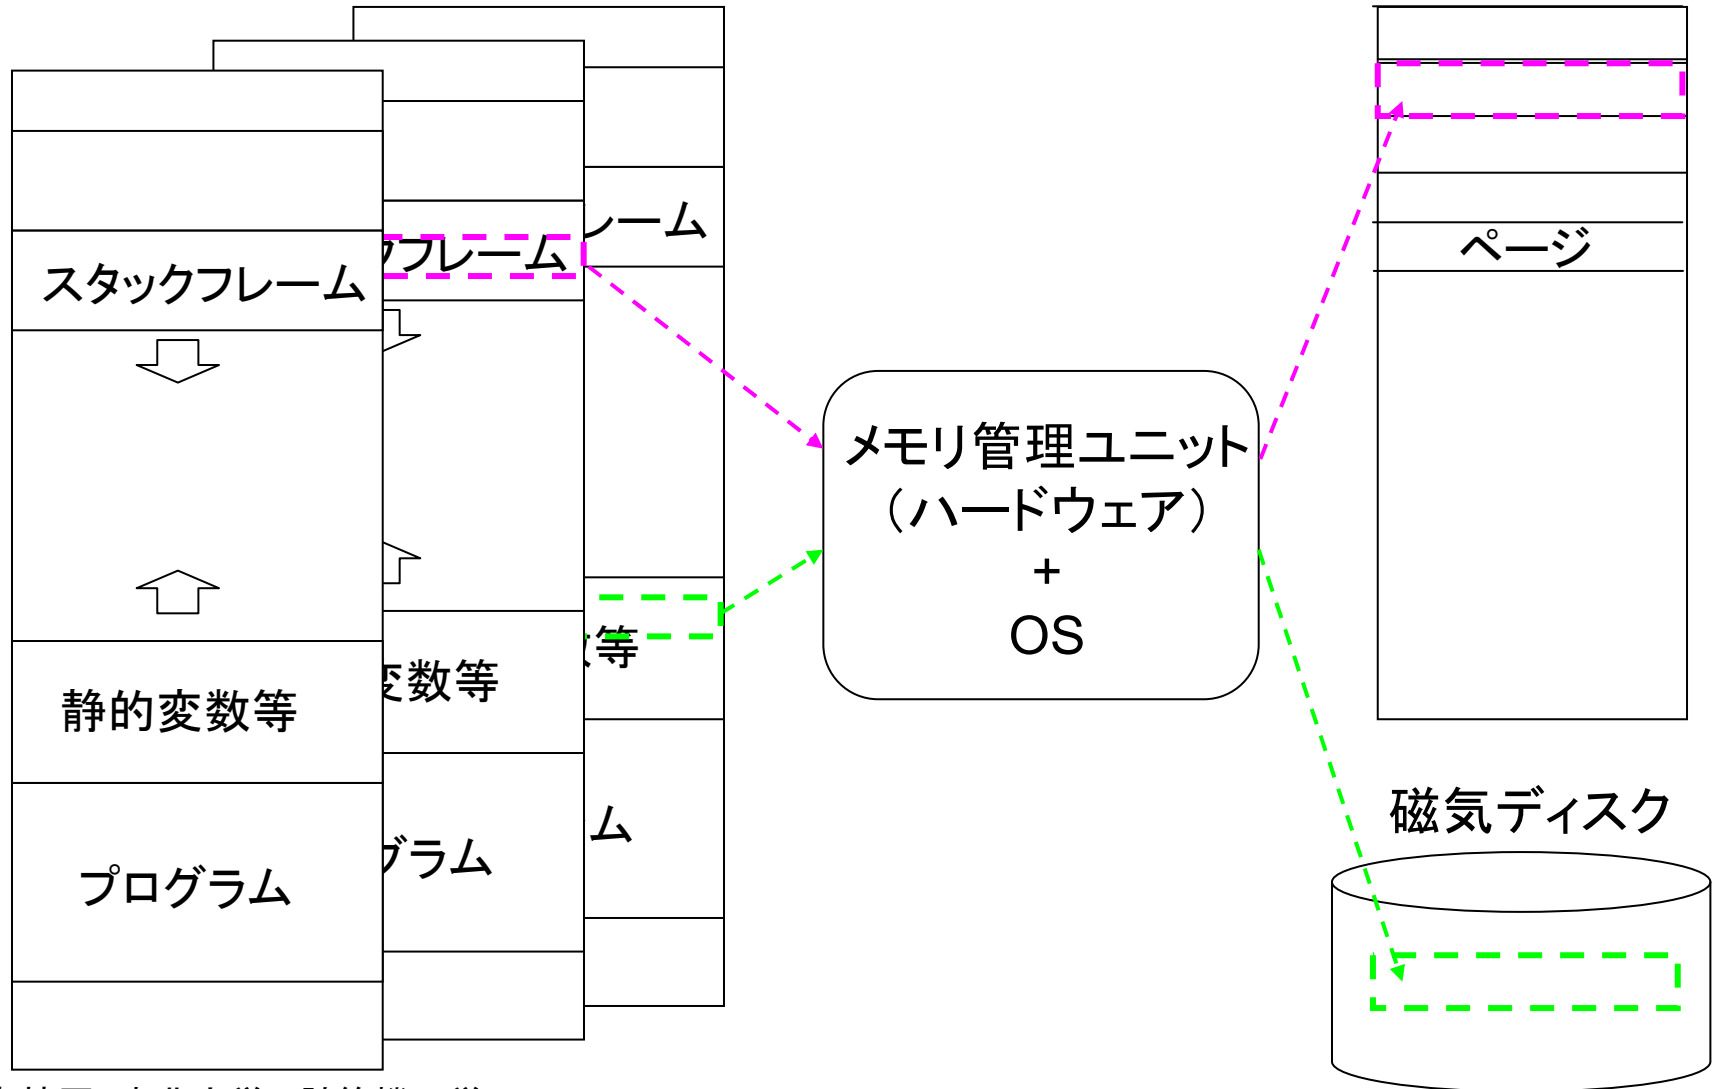 スタックフレーム
フレーム
レーム
静的変数等
変数等
数等
プログラム
グラム
ム
メモリ管理ユニット
（ハードウェア）
+
OS
ページ
磁気ディスク